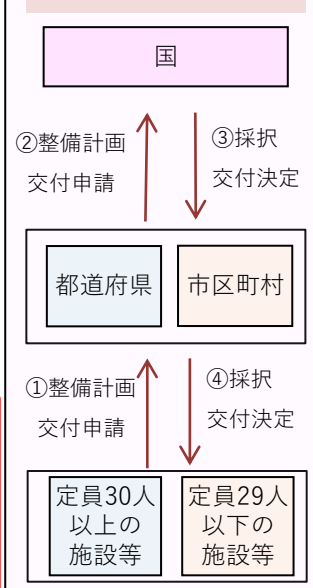 国
②整備計画
交付申請
③採択
交付決定
都道府県
市区町村
①整備計画
交付申請
④採択
交付決定
定員30人
以上の
施設等
定員29人
以下の
施設等